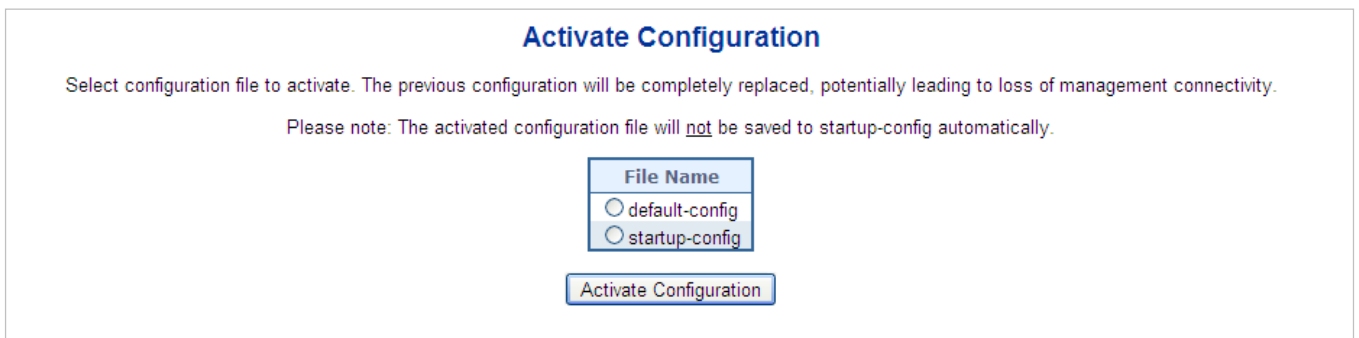 Activate Configuration
Select configuration file to activate. The previous configuration will be completely replaced, potentially leading to loss of management connectivity.
Please note: The activated configuration file will not be saved to startup-config automatically.
File Name
default-config
startup-config
Activate Configuration